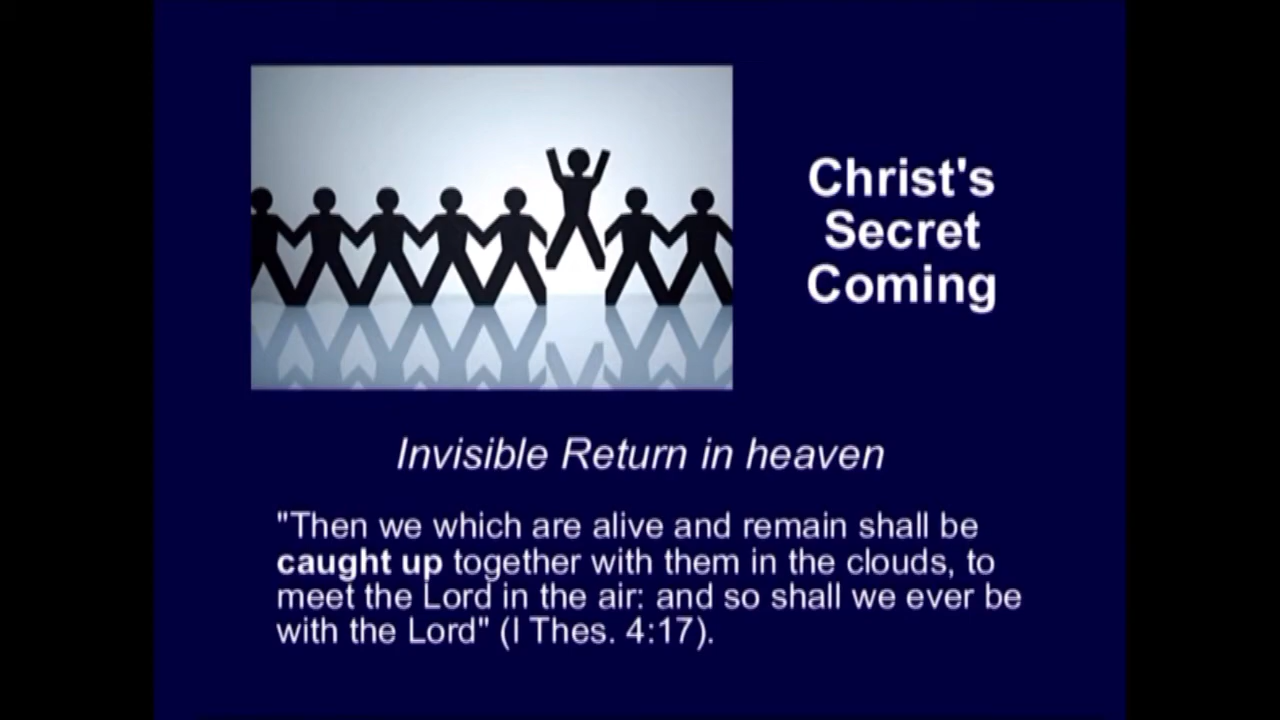 Christ's
Secret
Coming
Invisible Return in heaven
"Then we which are alive and remain shall be
caught up together with them in the clouds, to
meet the Lord in the air: and so shall we ever be
with the Lord" (I Thes. 4:17).